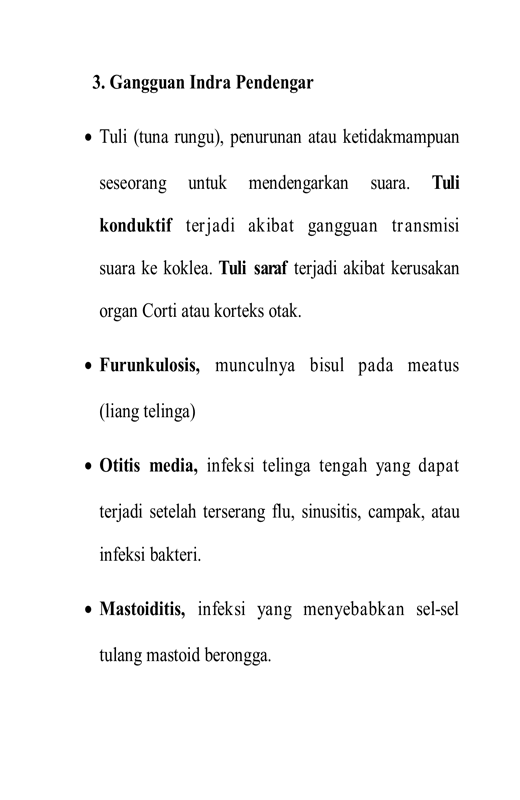 3. Gangguan Indra Pendengar
• Tuli (tuna rungu), penurunan atau ketidakmampuan
seseorang untuk mendengarkan suara. Tuli
konduktif terjadi akibat gangguan transmisi
suara ke koklea. Tuli saraf terjadi akibat kerusakan
organ Corti atau korteks otak.
• Furunkulosis, munculnya bisul pada meatus
(liang telinga)
• Otitis media, infeksi telinga tengah yang dapat
terjadi setelah terserang flu, sinusitis, campak, atau
infeksi bakteri.
• Mastoiditis, infeksi yang menyebabkan sel-sel
tulang mastoid berongga.